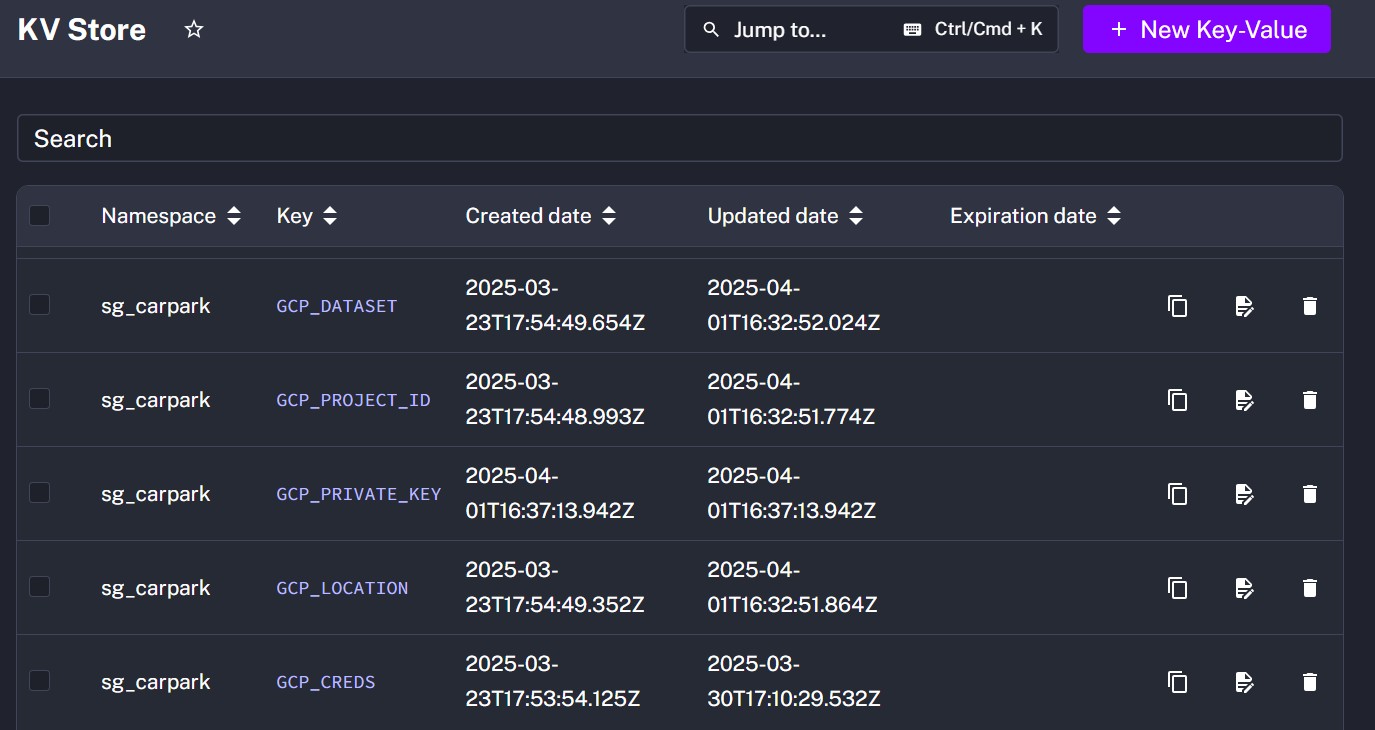 KV Store
Jump to... Ctrl/Cmd + K
+ New Key-Value
Search
Namespace Key Created date Updated date Expiration date
sg_carpark GCP_DATASET 2025-03- 2025-04-
23T17:54:49.654Z 01T16:32:52.024Z
sg_carpark GCP_PROJECT_ID 2025-03- 2025-04-
23T17:54:48.993Z 01T16:32:51.774Z
sg_carpark GCP_PRIVATE_KEY 2025-04- 2025-04-
01T16:37:13.942Z 01T16:37:13.942Z
sg_carpark GCP_LOCATION 2025-03- 2025-04-
23T17:54:49.352Z 01T16:32:51.864Z
sg_carpark GCP_CREDS 2025-03- 2025-03-
23T17:53:54.125Z 30T17:10:29.532Z